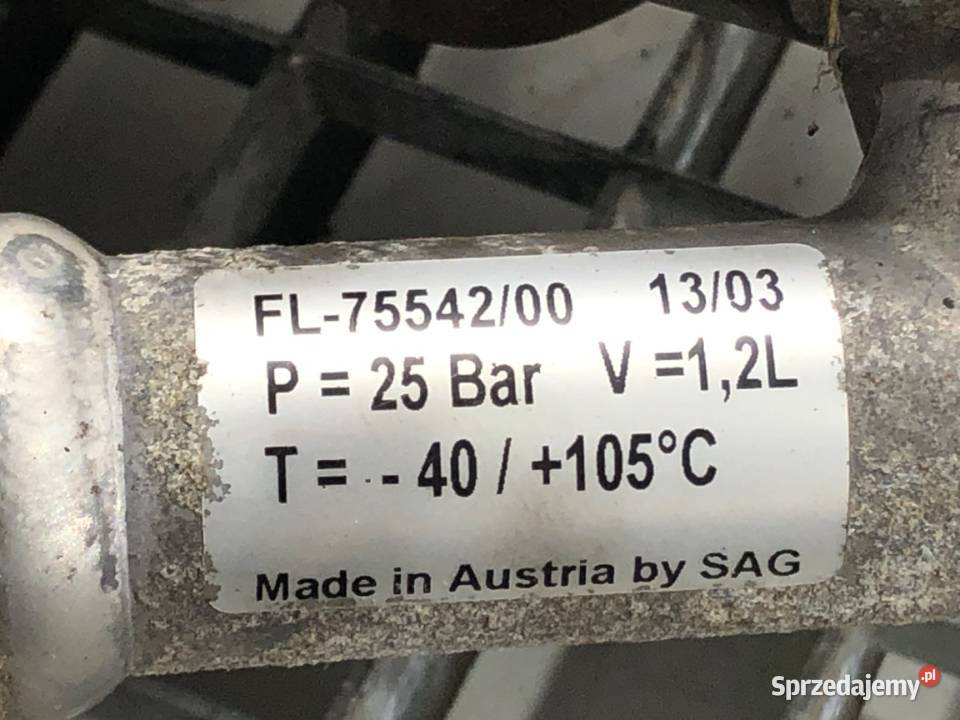 FL-75542/00 13/03
P = 25 Bar V =1,2L
T = - 40 / +105°C
Made in Austria by SAG
Sprzedajemy.pl